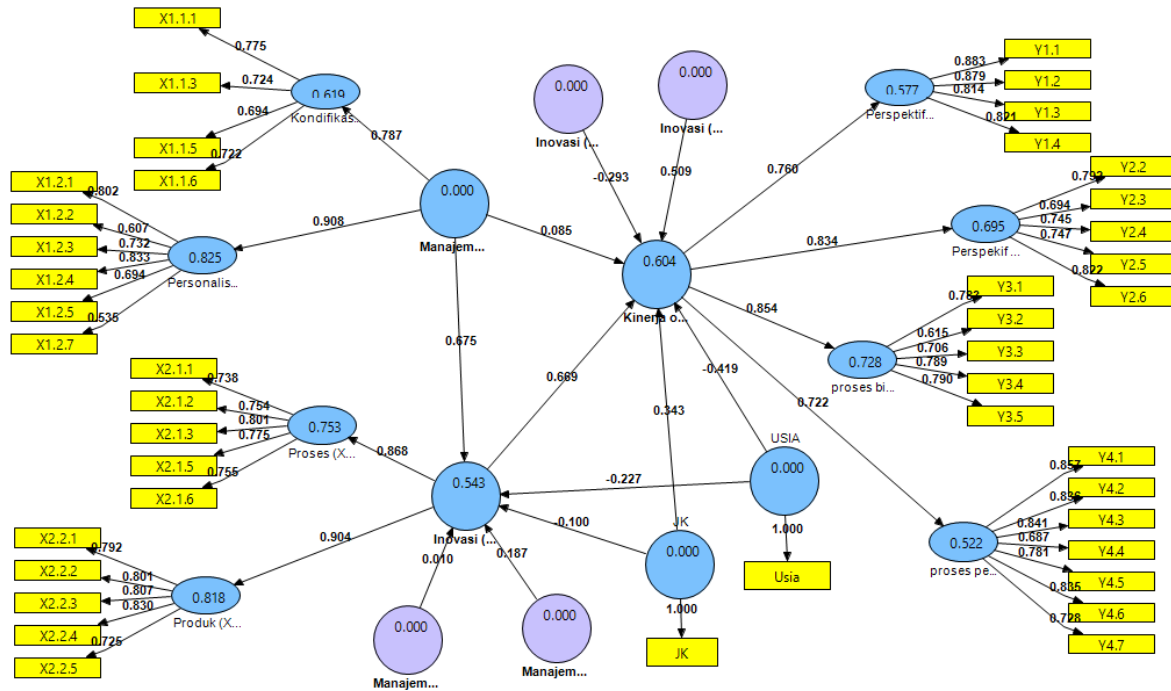 X1.1.1
0.775
X1.1.3
0.724
0.694
X1.1.5
0.722
X1.1.6
0.619
Kondifikas...
0.787
X1.2.1
0.802
X1.2.2
0.607
X1.2.3
0.732
0.833
X1.2.4
0.694
X1.2.5
0.535
X1.2.7
0.825
Personalis...
0.908
0.000
Manajem...
0.085
0.675
0.000
Inovasi (...
-0.293
0.000
Inovasi (...
0.509
0.604
Kinerja o...
0.760
0.834
0.854
0.722
0.577
Perspektif...
0.883
Y1.1
0.879
Y1.2
0.814
Y1.3
0.821
Y1.4
0.695
Perspekif ...
0.792
Y2.2
0.694
Y2.3
0.745
Y2.4
0.747
Y2.5
0.822
Y2.6
0.728
proses bi...
0.782
Y3.1
0.615
Y3.2
0.706
Y3.3
0.789
Y3.4
0.790
Y3.5
0.522
proses pe...
0.857
Y4.1
0.836
Y4.2
0.841
Y4.3
0.687
Y4.4
0.781
Y4.5
0.835
Y4.6
0.728
Y4.7
X2.1.1
0.738
X2.1.2
0.754
X2.1.3
0.801
0.775
X2.1.5
0.755
X2.1.6
0.753
Proses (X...
0.868
0.669
0.543
Inovasi (...
0.904
X2.2.1
0.792
X2.2.2
0.801
X2.2.3
0.807
0.830
X2.2.4
0.725
X2.2.5
0.818
Produk (X...
-0.419
0.343
USIA
0.000
-0.227
1.000
Usia
JK
0.000
-0.100
1.000
JK
0.010
0.000
Manajem...
0.187
0.000
Manajem...